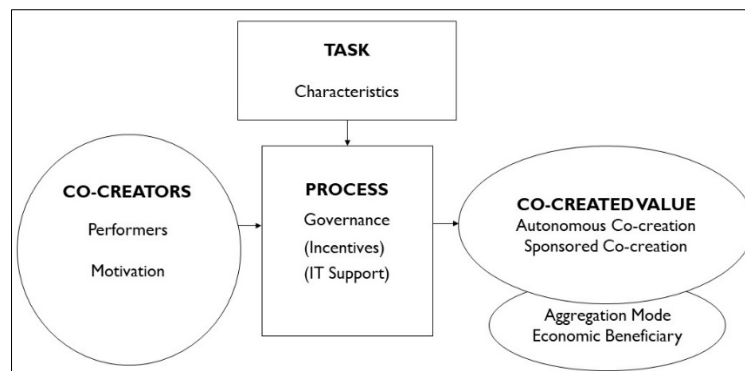 TASK
Characteristics
CO-CREATORS
Performers
Motivation
PROCESS
Governance
(Incentives)
(IT Support)
CO-CREATED VALUE
Autonomous Co-creation
Sponsored Co-creation
Aggregation Mode
Economic Beneficiary